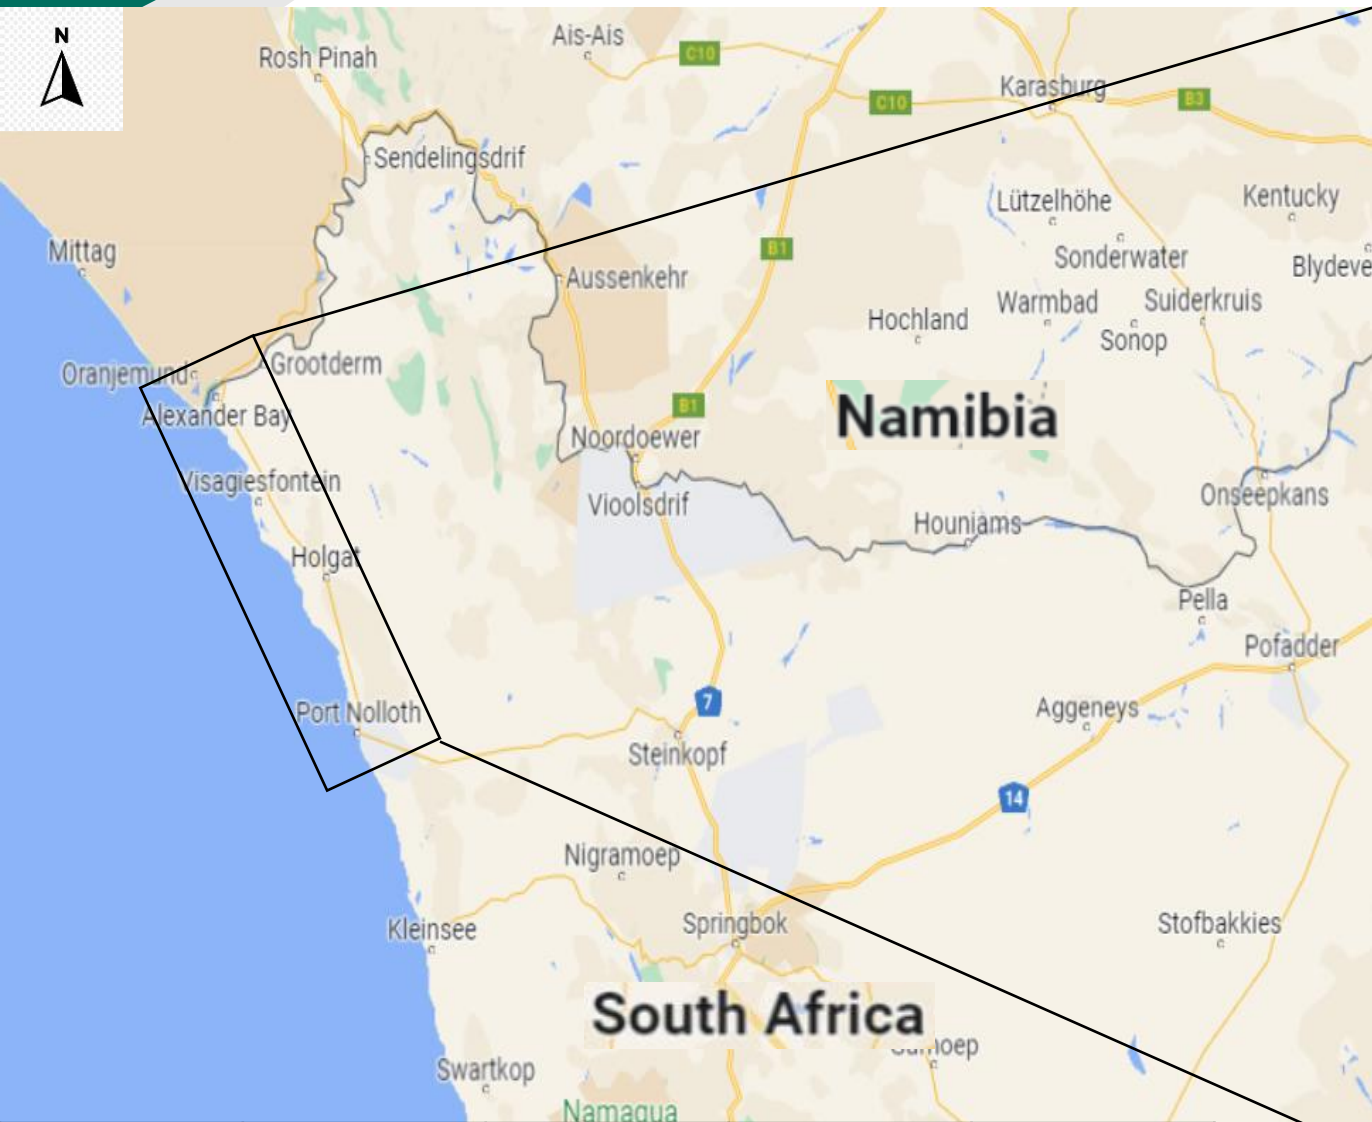 N
Ais-Ais
Rosh Pinah
C10
Karasburg
C10
B3
Sendelingsdrif
Lützelhöhe
Kentucky
Mittag
B1
Sonderwater
Blydeve
Aussenkehr
Warmbad
Suiderkruis
Hochland
Sonop
Grootderm
Oranjemund
Alexander Bay
B1
Namibia
Noordoewer
Visagiesfontein
Vioolsdrif
Onseepkans
Houniams
Holgat
Pella
Pofadder
7
Port Nolloth
Aggeneys
Steinkopf
14
Nigramoep
Kleinsee
Springbok
Stofbakkies
South Africa
Swartkop
Namaqua